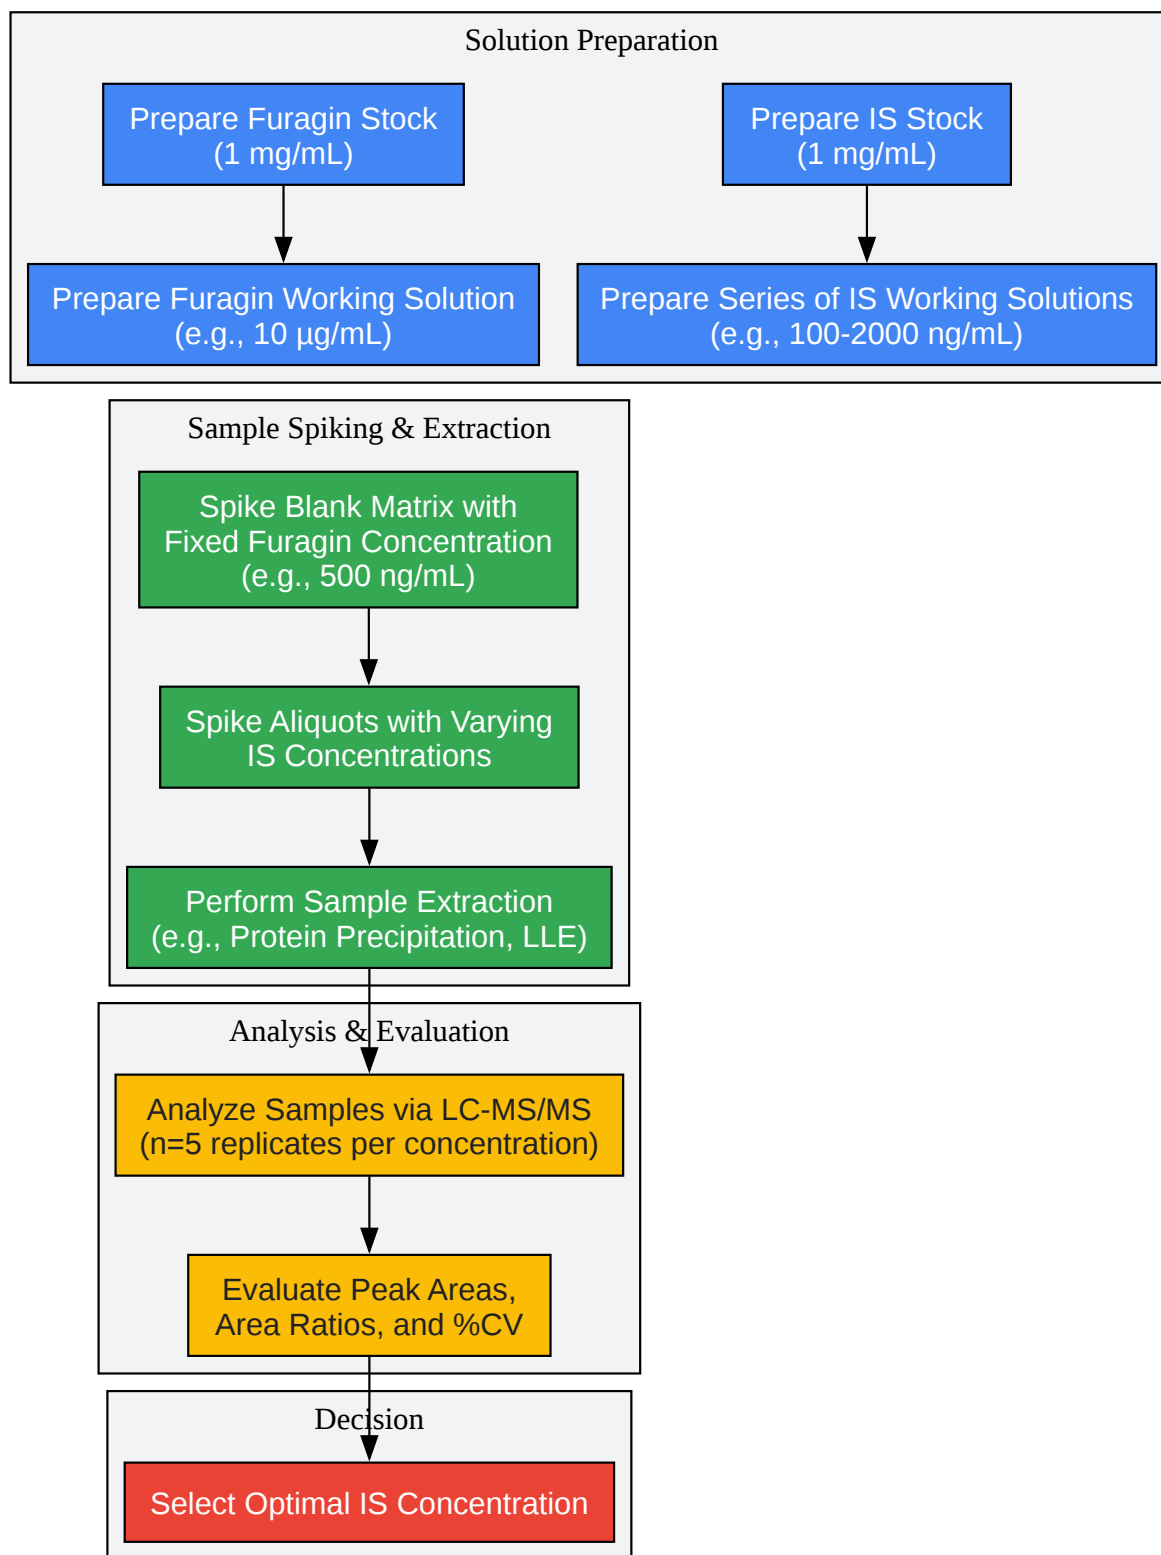 Solution Preparation
Prepare Furagin Stock
(1 mg/mL)
Prepare IS Stock
(1 mg/mL)
Prepare Furagin Working Solution
(e.g., 10 µg/mL)
Prepare Series of IS Working Solutions
(e.g., 100-2000 ng/mL)
Sample Spiking & Extraction
Spike Blank Matrix with
Fixed Furagin Concentration
(e.g., 500 ng/mL)
Spike Aliquots with Varying
IS Concentrations
Perform Sample Extraction
(e.g., Protein Precipitation, LLE)
Analysis & Evaluation
Analyze Samples via LC-MS/MS
(n=5 replicates per concentration)
Evaluate Peak Areas,
Area Ratios, and %CV
Decision
Select Optimal IS Concentration